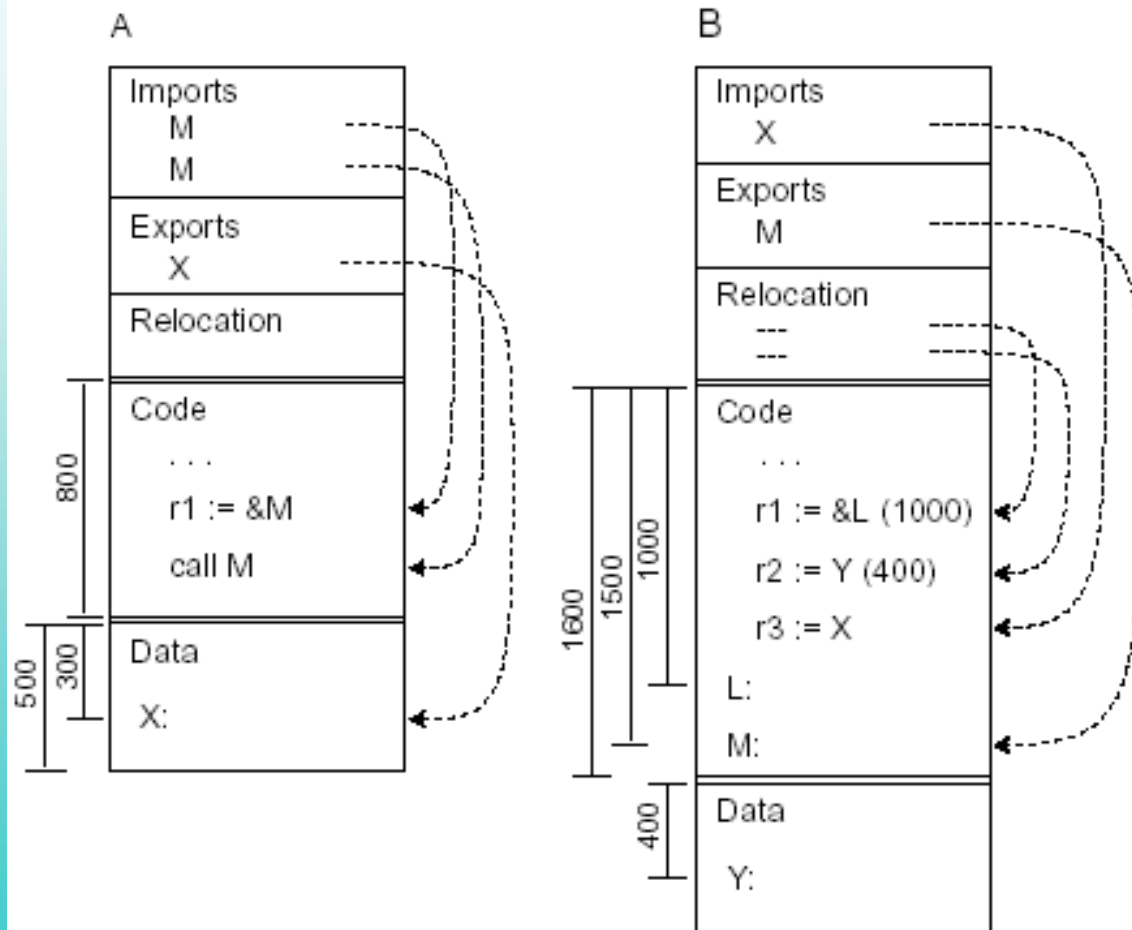 A
Imports
M
M
Exports
X
Relocation
Code
. . .
r1 := &M
call M
Data
X:
800
300
500
B
Imports
X
Exports
M
Relocation
---
---
Code
. . .
r1 := &L (1000)
r2 := Y (400)
r3 := X
L:
M:
Data
Y:
1000
1500
1600
400